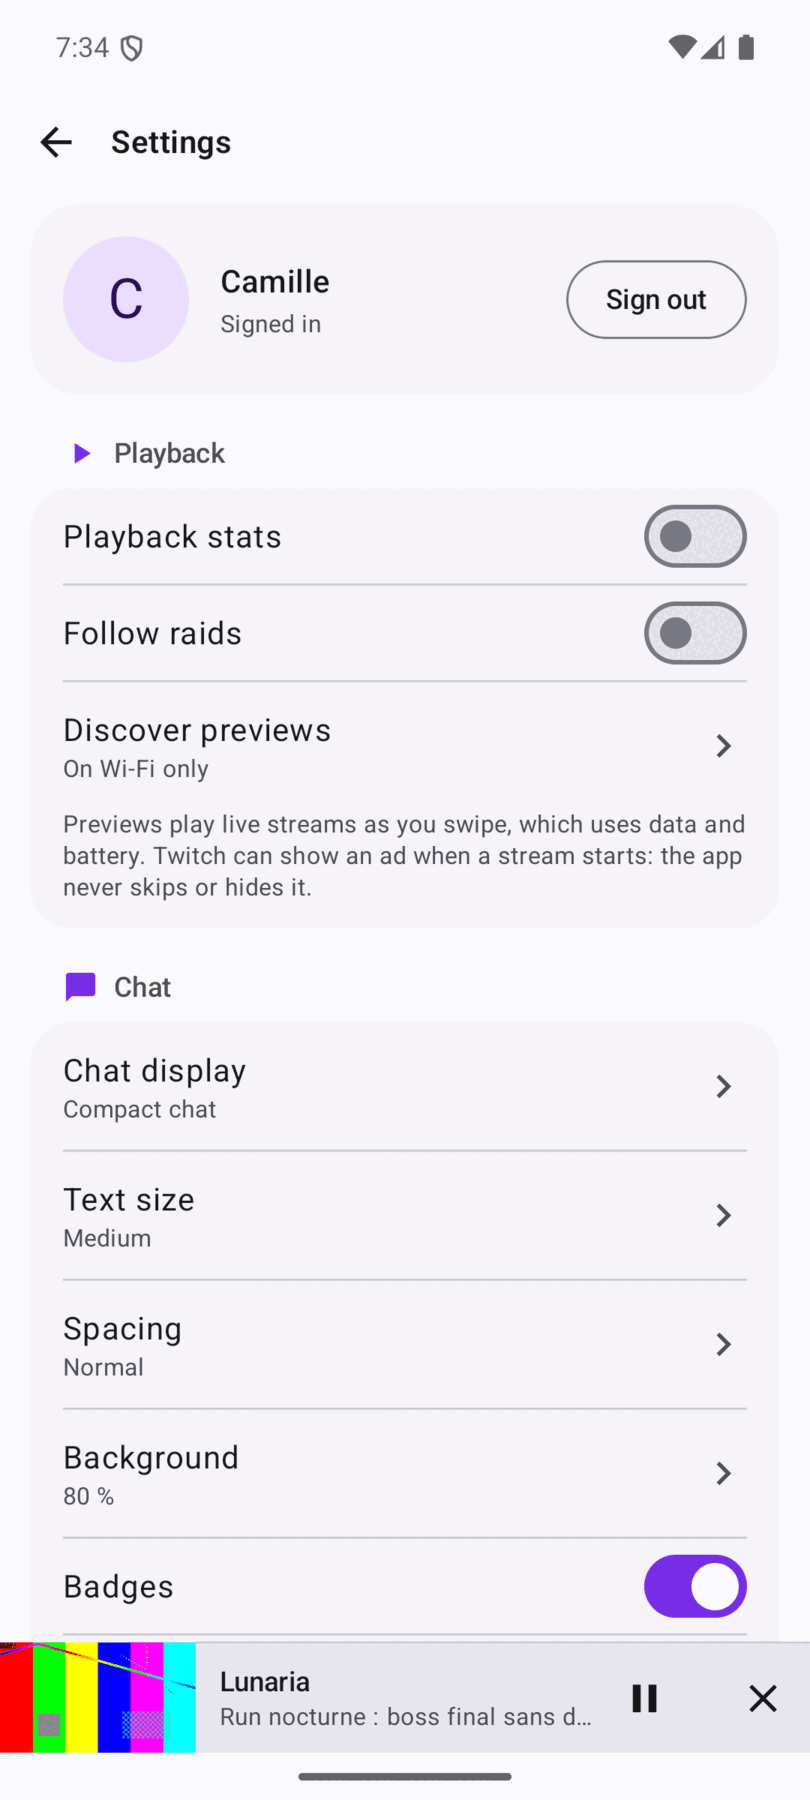 7:34
Settings
C
Camille
Signed in
Sign out
Playback
Playback stats
Follow raids
Discover previews
On Wi-Fi only
Previews play live streams as you swipe, which uses data and
battery. Twitch can show an ad when a stream starts: the app
never skips or hides it.
Chat
Chat display
Compact chat
Text size
Medium
Spacing
Normal
Background
80 %
Badges
Lunaria
Run nocturne : boss final sans d...